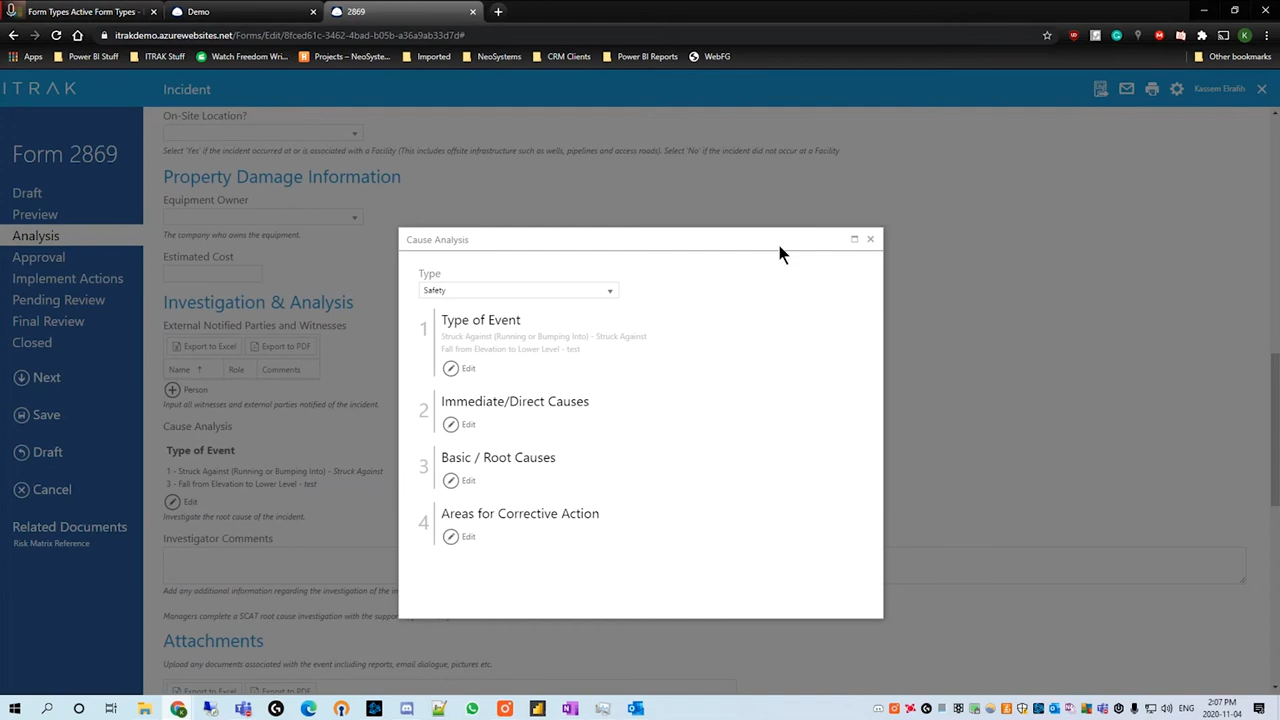 Form Types Active Form Types -
Demo
2869
itrakdemo.azurewebsites.net/Forms/Edit/8fced61c-3462-4bad-b05b-a36a9ab33d7d#
Apps
Power BI Stuff
ITRAK Stuff
Watch Freedom Wri...
Projects – NeoSyste...
Imported
NeoSystems
CRM Clients
Power BI Reports
WebFG
Other bookmarks
ITRAK
Incident
Kassem Elrafih
Form 2869
Draft
Preview
Analysis
Approval
Implement Actions
Pending Review
Final Review
Closed
Next
Save
Draft
Cancel
Related Documents
Risk Matrix Reference
On-Site Location?
Select 'Yes' if the incident occurred at or is associated with a Facility (This includes offsite infrastructure such as wells, pipelines and access roads). Select 'No' if the incident did not occur at a Facility
Property Damage Information
Equipment Owner
The company who owns the equipment.
Estimated Cost
Investigation & Analysis
External Notified Parties and Witnesses
Export to Excel
Export to PDF
Name ↑
Role
Comments
Person
Input all witnesses and external parties notified of the incident.
Cause Analysis
Type of Event
1 - Struck Against (Running or Bumping Into) - Struck Against
3 - Fall from Elevation to Lower Level - test
Edit
Investigate the root cause of the incident.
Investigator Comments
Add any additional information regarding the investigation of the in
Managers complete a SCAT root cause investigation with the suppor
Attachments
Upload any documents associated with the event including reports, email dialogue, pictures etc.
Export to Excel
Export to PDF
Cause Analysis
Type
Safety
1
Type of Event
Struck Against (Running or Bumping Into) - Struck Against
Fall from Elevation to Lower Level - test
Edit
2
Immediate/Direct Causes
Edit
3
Basic / Root Causes
Edit
4
Areas for Corrective Action
Edit
ENG
2:07 PM
2020-11-04